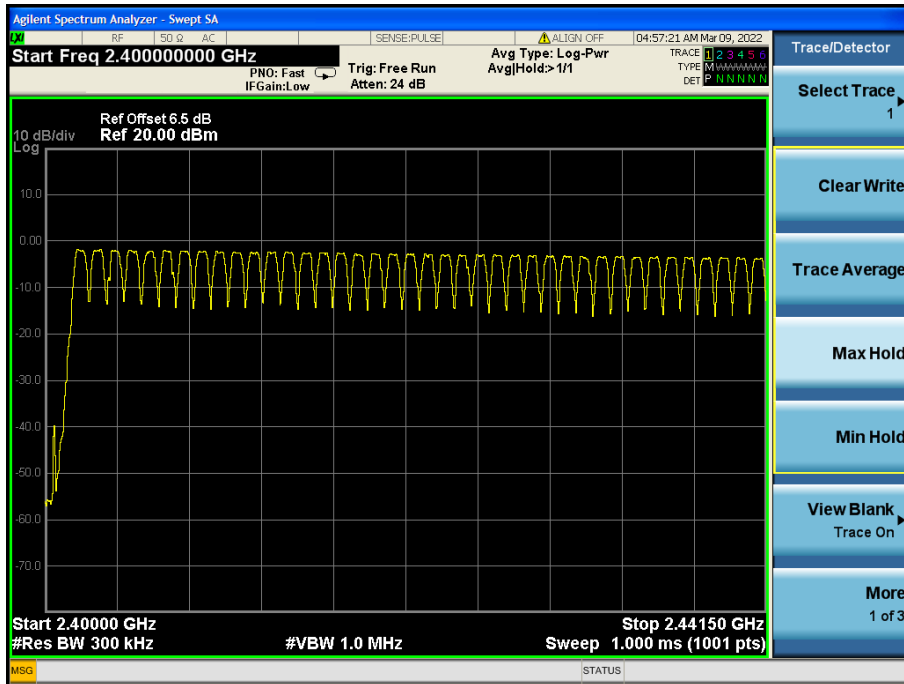 Agilent Spectrum Analyzer - Swept SA
LXI RF 50 Ω AC SENSE:PULSE ALIGN OFF 04:57:21 AM Mar 09, 2022
Start Freq 2.400000000 GHz
PNO: Fast
IFGain:Low
Trig: Free Run
Atten: 24 dB
Avg Type: Log-Pwr
Avg|Hold:>1/1
TRACE 1 2 3 4 5 6
TYPE M WWWWW
DET P N N N N N
Trace/Detector
Select Trace
1
Clear Write
Trace Average
Max Hold
Min Hold
View Blank
Trace On
More
1 of 3
Ref Offset 6.5 dB
10 dB/div Ref 20.00 dBm
Log
10.0
0.00
-10.0
-20.0
-30.0
-40.0
-50.0
-60.0
-70.0
Start 2.40000 GHz Stop 2.44150 GHz
#Res BW 300 kHz #VBW 1.0 MHz Sweep 1.000 ms (1001 pts)
MSG STATUS